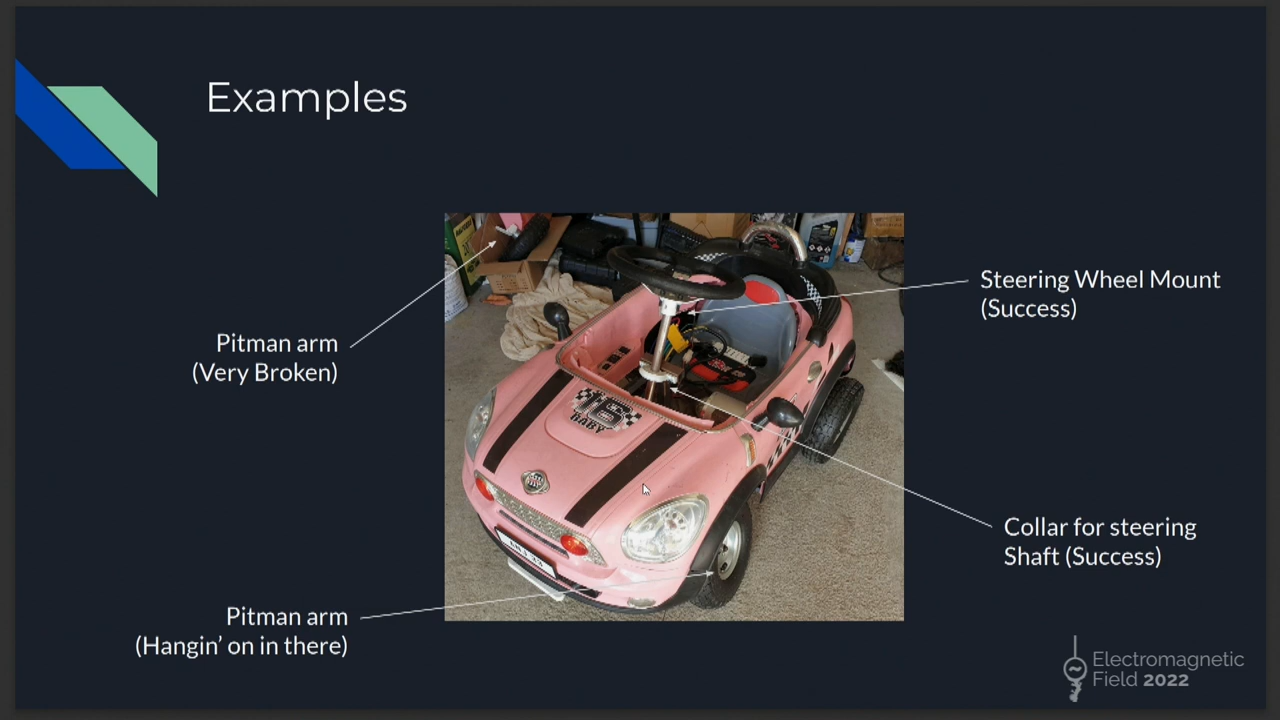 Examples
Steering Wheel Mount
(Success)
Pitman arm
(Very Broken)
16
BABY
Collar for steering
Shaft (Success)
Pitman arm
(Hangin' on in there)
Electromagnetic
Field 2022